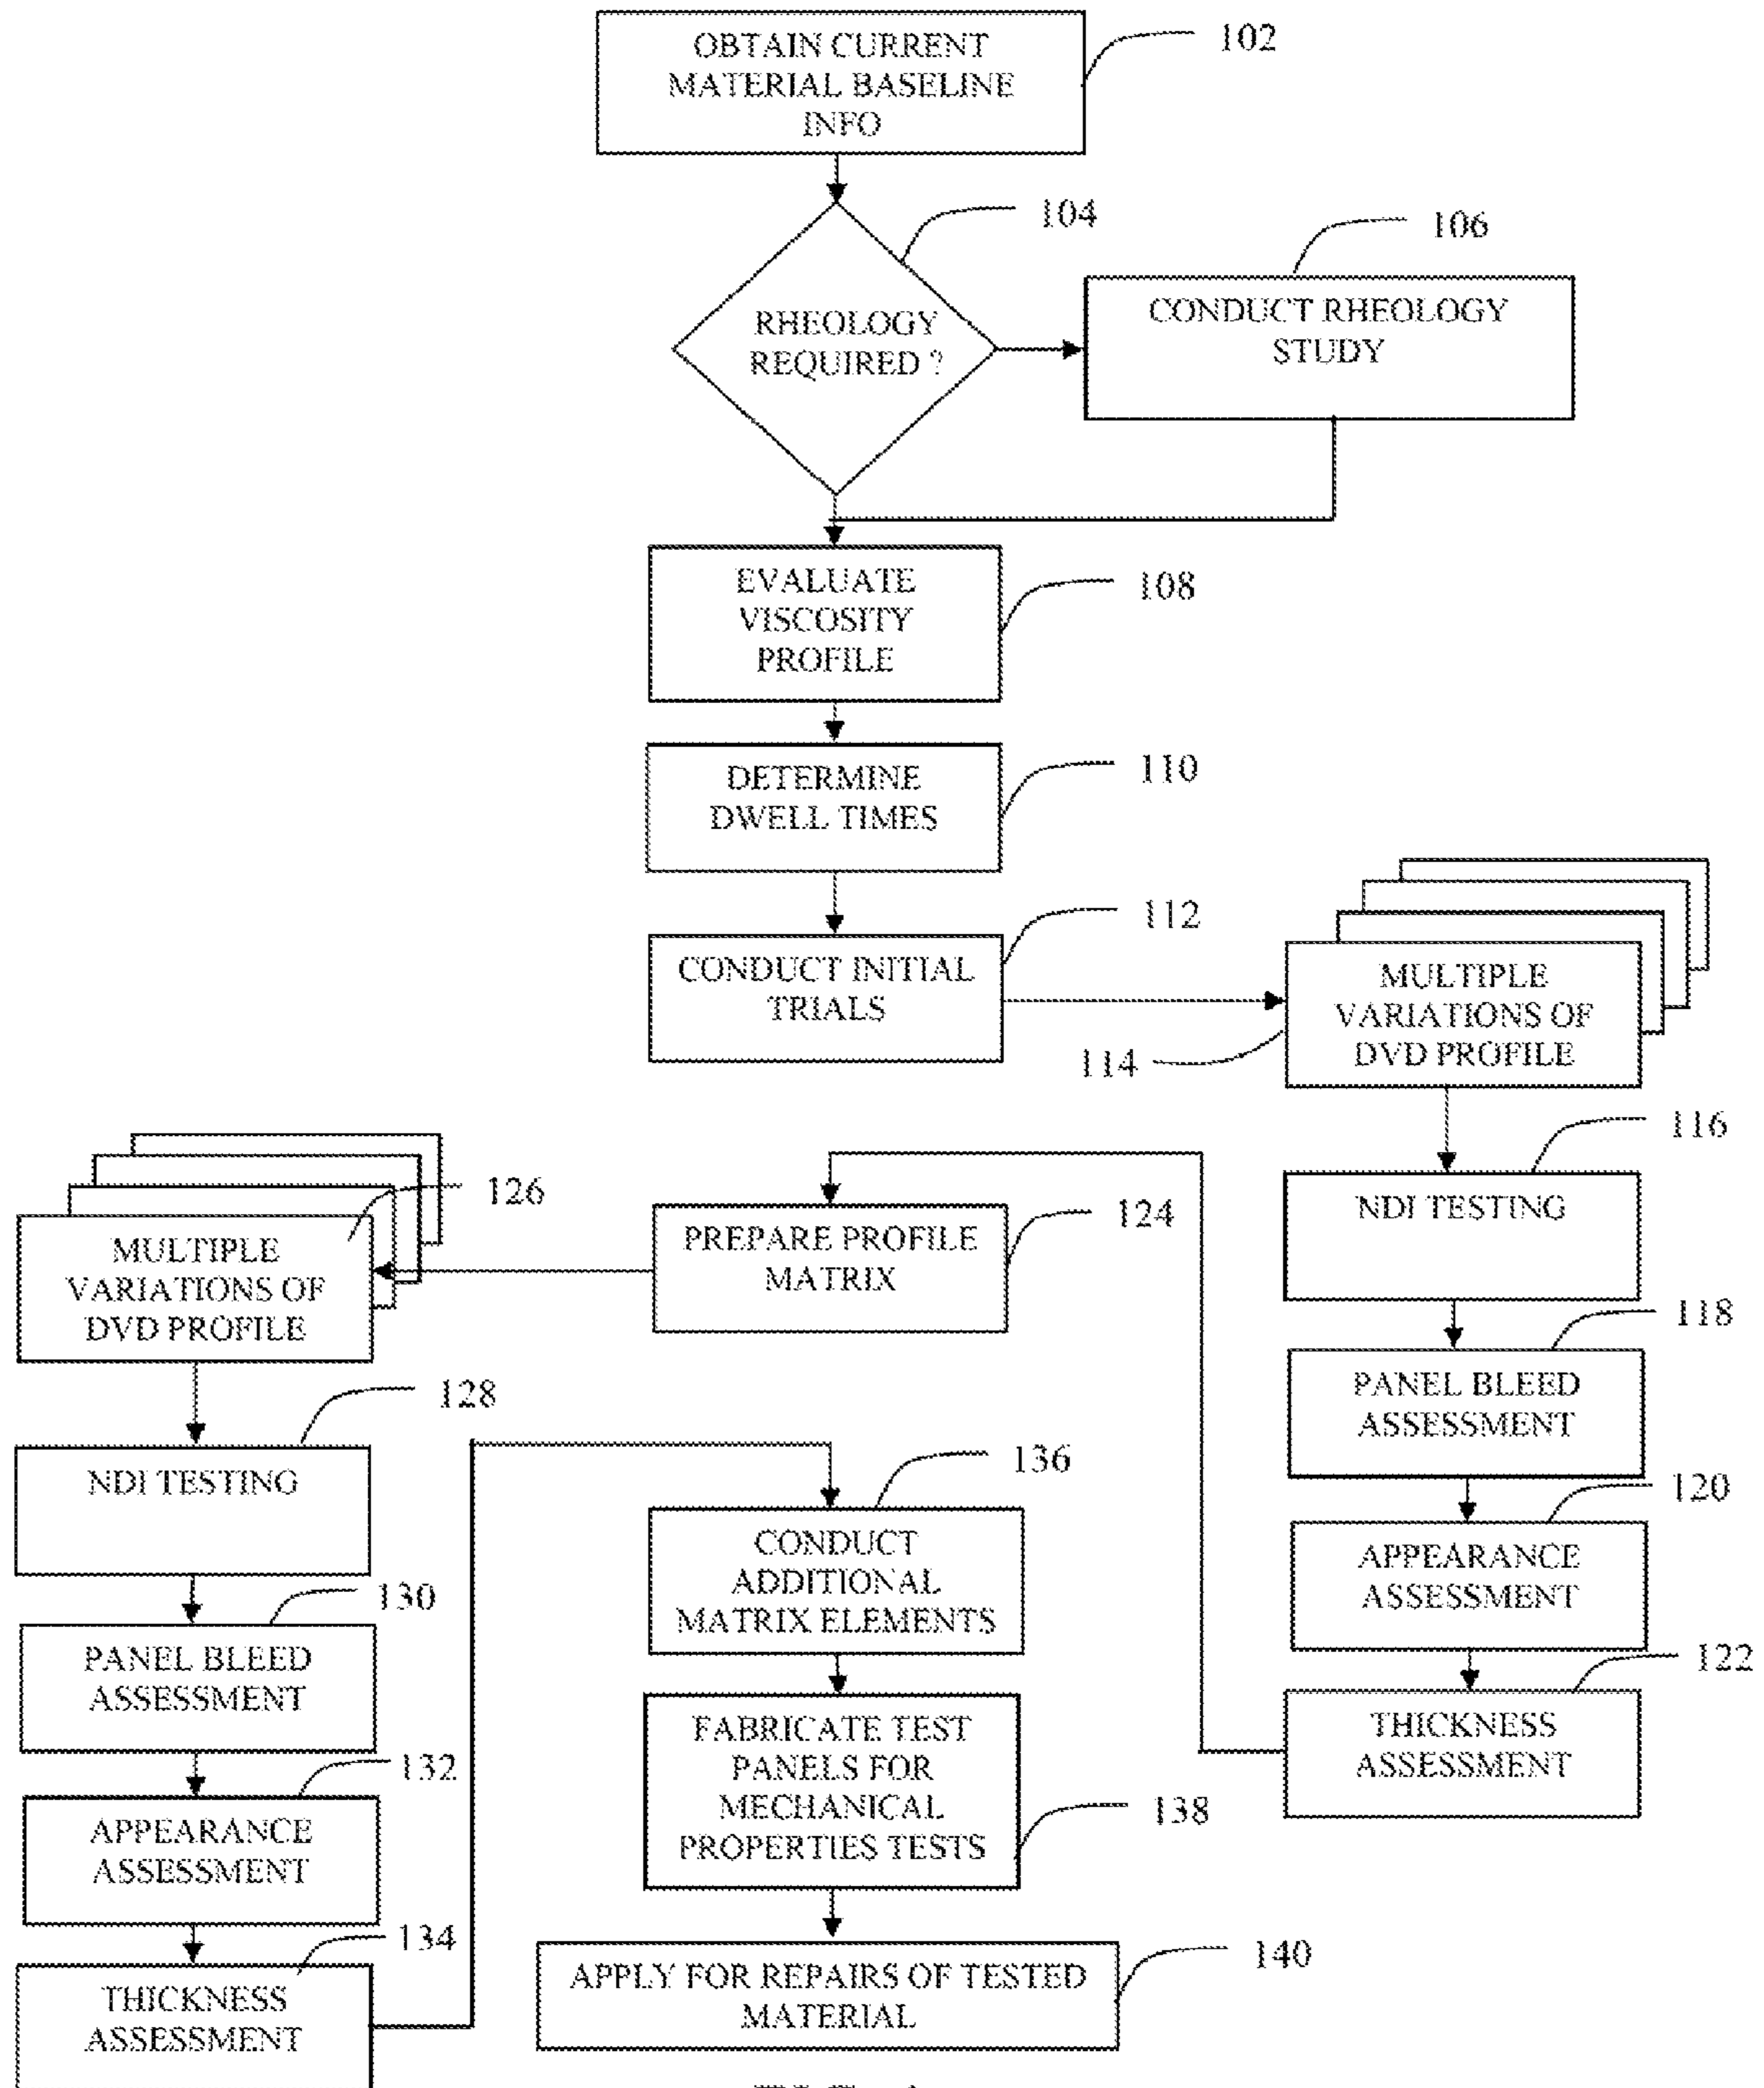 OBTAIN CURRENT
MATERIAL BASELINE
INFO
102
104
RHEOLOGY
REQUIRED ?
106
CONDUCT RHEOLOGY
STUDY
EVALUATE
VISCOSITY
PROFILE
108
DETERMINE
DWELL TIMES
110
CONDUCT INITIAL
TRIALS
112
MULTIPLE
VARIATIONS OF
DVD PROFILE
114
116
NDI TESTING
118
PANEL BLEED
ASSESSMENT
120
APPEARANCE
ASSESSMENT
122
THICKNESS
ASSESSMENT
PREPARE PROFILE
MATRIX
124
126
MULTIPLE
VARIATIONS OF
DVD PROFILE
128
NDI TESTING
130
PANEL BLEED
ASSESSMENT
132
APPEARANCE
ASSESSMENT
134
THICKNESS
ASSESSMENT
136
CONDUCT
ADDITIONAL
MATRIX ELEMENTS
FABRICATE TEST
PANELS FOR
MECHANICAL
PROPERTIES TESTS
138
APPLY FOR REPAIRS OF TESTED
MATERIAL
140